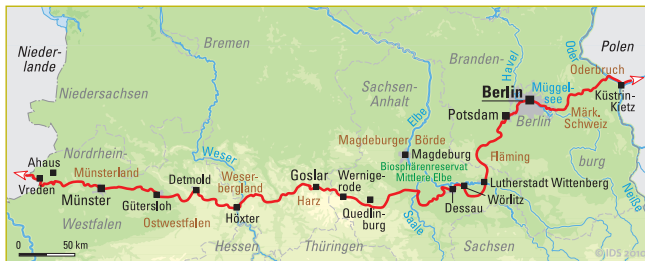 Nieder-
lande
Bremen
Niedersachsen
Nordrhein-
Westfalen
Ahaus
Vreden
Münsterland
Münster
Gütersloh
Ostwestfalen
Detmold
Weser
Weser-
bergland
Höxter
Hessen
Goslar
Harz
Wernige-
rode
Quedlin-
burg
Thüringen
Sachsen-
Anhalt
Elbe
Magdeburger Börde
Magdeburg
Biosphärenreservat
Mittlere Elbe
Saale
Dessau
Wörlitz
Lutherstadt Wittenberg
Fläming
Sachsen
Branden-
burg
Havel
Berlin
Berlin
Potsdam
Müggel-
see
Märk.
Schweiz
Oder
Oderbruch
Polen
Küstrin-
Kietz
Neiße
0 50 km
©IDS 2010